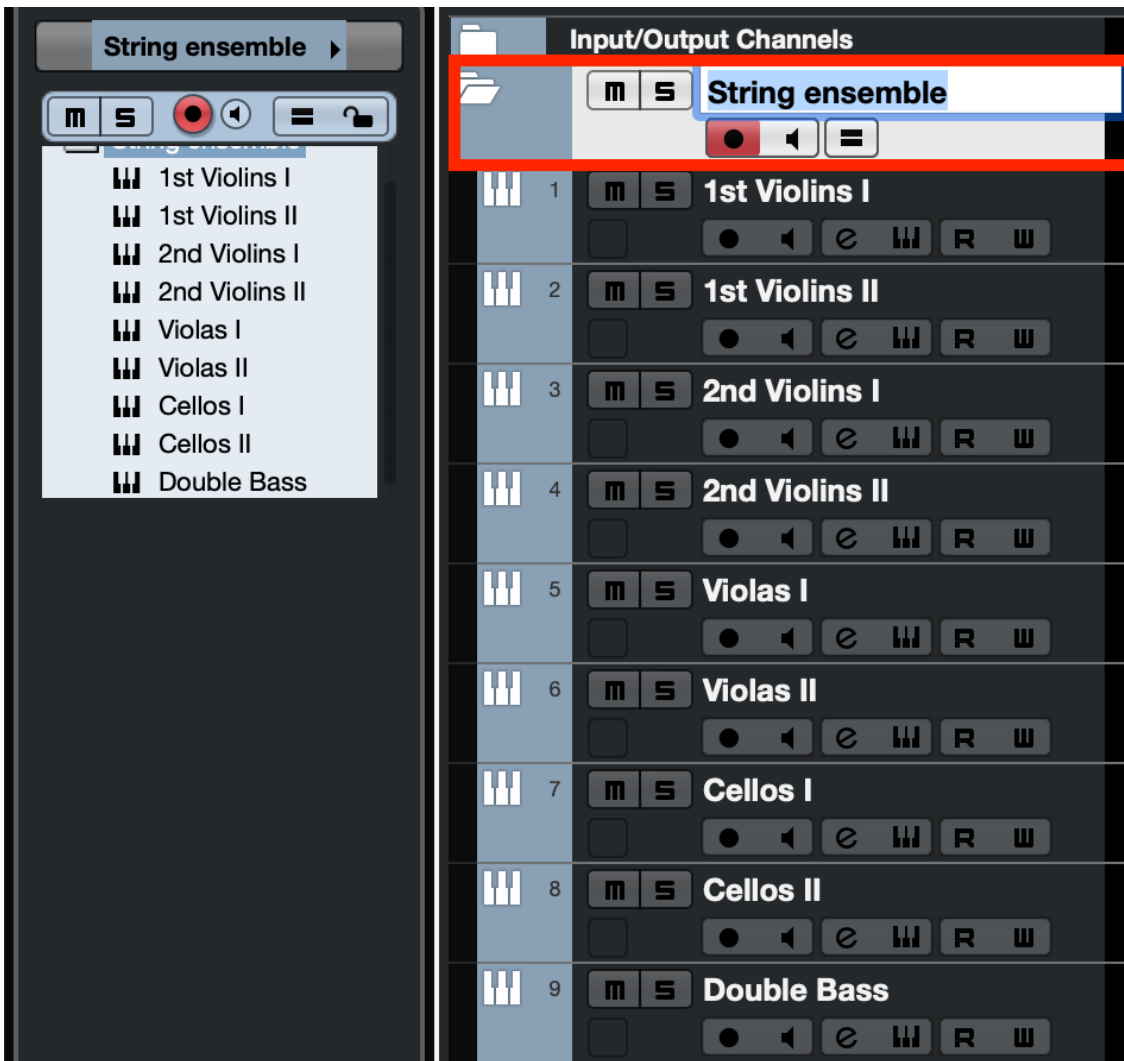 String ensemble
m S
String ensemble
1st Violins I
1st Violins II
2nd Violins I
2nd Violins II
Violas I
Violas II
Cellos I
Cellos II
Double Bass
Input/Output Channels
m S String ensemble
1 m S 1st Violins I
e R W
2 m S 1st Violins II
e R W
3 m S 2nd Violins I
e R W
4 m S 2nd Violins II
e R W
5 m S Violas I
e R W
6 m S Violas II
e R W
7 m S Cellos I
e R W
8 m S Cellos II
e R W
9 m S Double Bass
e R W